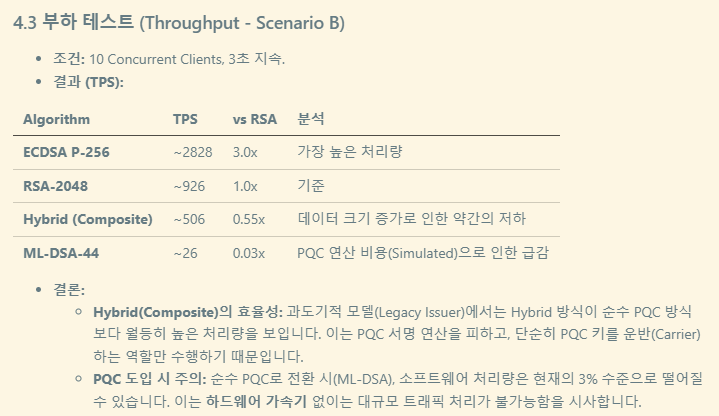 4.3 부하 테스트 (Throughput - Scenario B)
• 조건: 10 Concurrent Clients, 3초 지속.
• 결과 (TPS):
Algorithm TPS vs RSA 분석
ECDSA P-256 ~2828 3.0x 가장 높은 처리량
RSA-2048 ~926 1.0x 기준
Hybrid (Composite) ~506 0.55x 데이터 크기 증가로 인한 약간의 저하
ML-DSA-44 ~26 0.03x PQC 연산 비용(Simulated)으로 인한 급감
• 결론:
◦ Hybrid(Composite)의 효율성: 과도기적 모델(Legacy Issuer)에서는 Hybrid 방식이 순수 PQC 방식
보다 월등히 높은 처리량을 보입니다. 이는 PQC 서명 연산을 피하고, 단순히 PQC 키를 운반(Carrier)
하는 역할만 수행하기 때문입니다.
◦ PQC 도입 시 주의: 순수 PQC로 전환 시(ML-DSA), 소프트웨어 처리량은 현재의 3% 수준으로 떨어질
수 있습니다. 이는 하드웨어 가속기 없이는 대규모 트래픽 처리가 불가능함을 시사합니다.